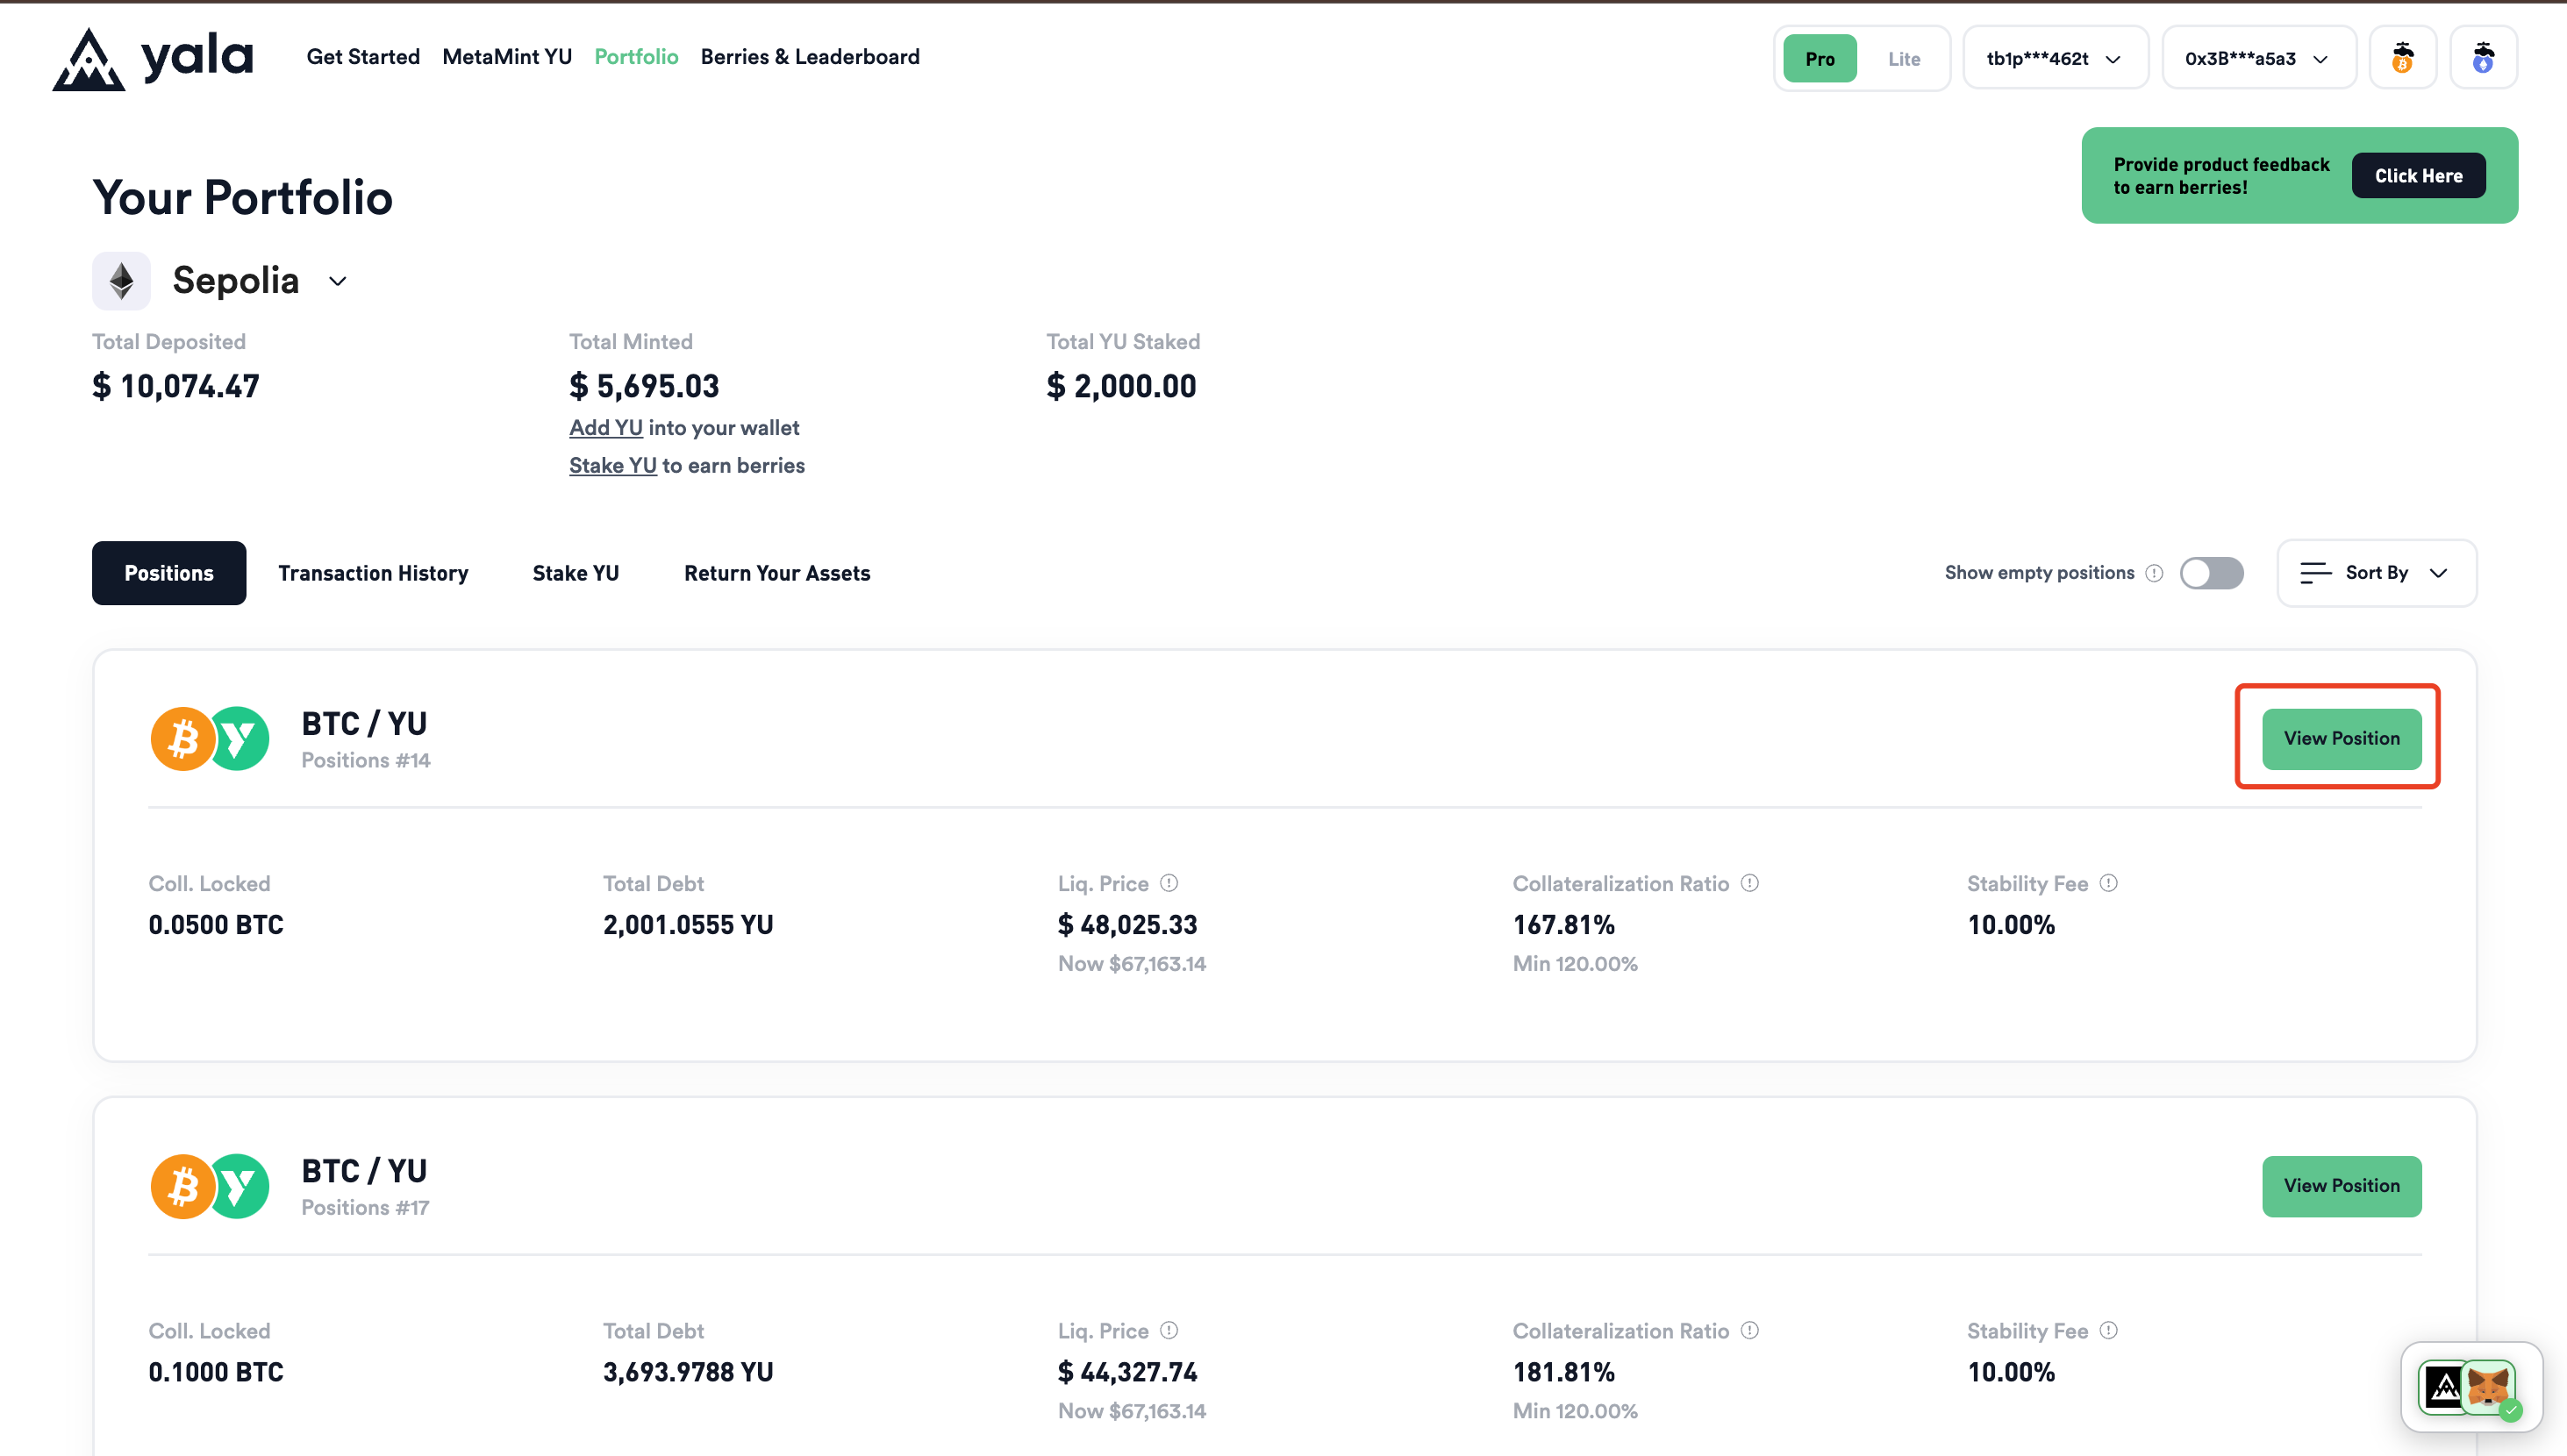 yala
Get Started MetaMint YU Portfolio Berries & Leaderboard
Pro Lite tb1p***462t 0x3B***a5a3
Provide product feedback
to earn berries!
Click Here
Your Portfolio
Sepolia
Total Deposited Total Minted Total YU Staked
$ 10,074.47 $ 5,695.03 $ 2,000.00
Add YU into your wallet
Stake YU to earn berries
Positions Transaction History Stake YU Return Your Assets Show empty positions Sort By
BTC / YU
Positions #14
View Position
Coll. Locked Total Debt Liq. Price Collateralization Ratio Stability Fee
0.0500 BTC 2,001.0555 YU $ 48,025.33 167.81% 10.00%
Now $67,163.14 Min 120.00%
BTC / YU
Positions #17
View Position
Coll. Locked Total Debt Liq. Price Collateralization Ratio Stability Fee
0.1000 BTC 3,693.9788 YU $ 44,327.74 181.81% 10.00%
Now $67,163.14 Min 120.00%